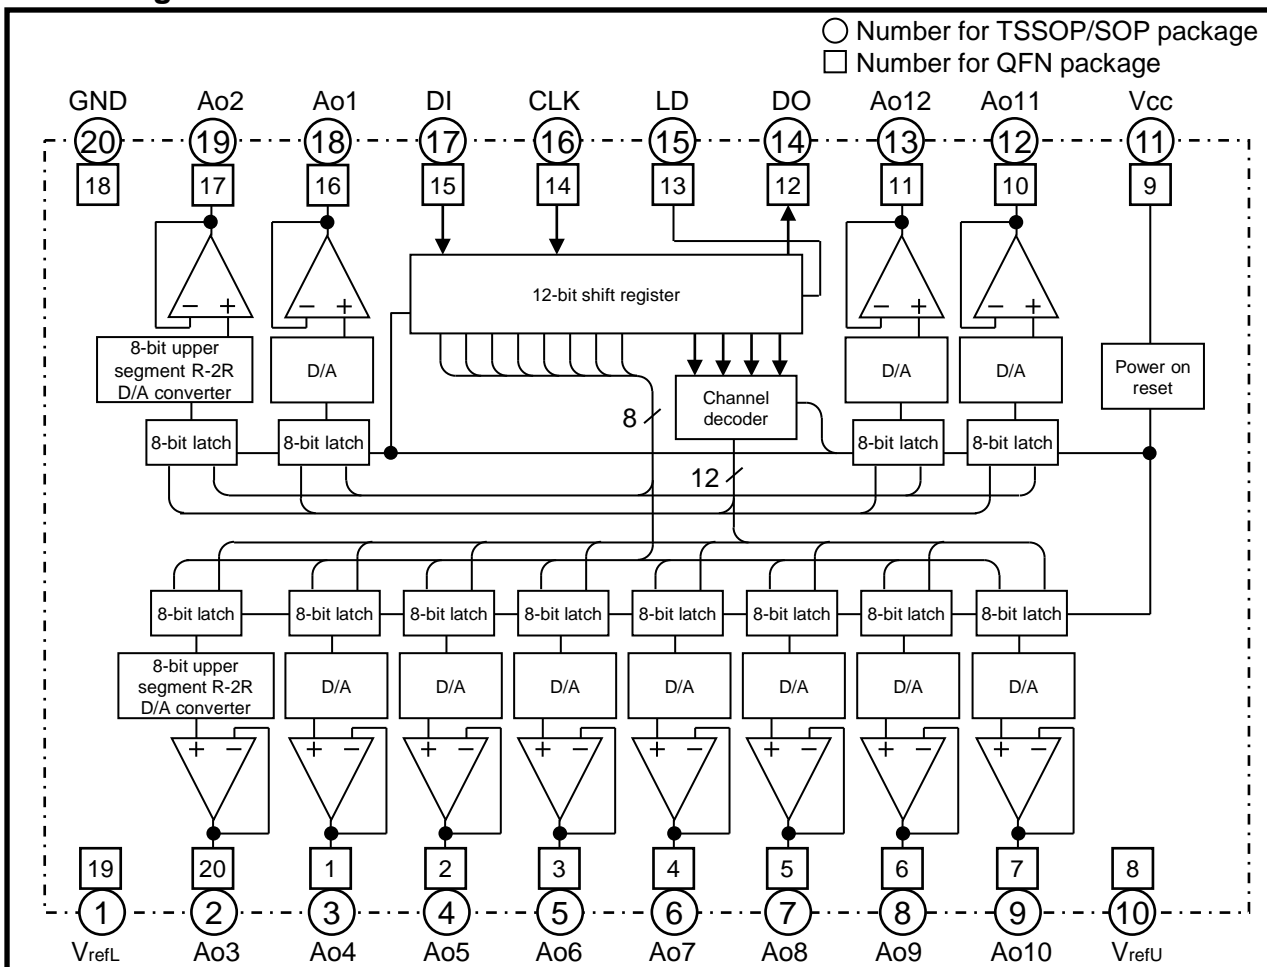 Number for TSSOP/SOP package
Number for QFN package
GND Ao2 Ao1 DI CLK LD DO Ao12 Ao11 Vcc
20 19 18 17 16 15 14 13 12 11
18 17 16 15 14 13 12 11 10 9
12-bit shift register
− + − + − + − +
8-bit upper
segment R-2R
D/A converter
D/A
D/A
D/A
Power on
reset
Channel
decoder
8
8-bit latch 8-bit latch 8-bit latch 8-bit latch
12
8-bit latch 8-bit latch 8-bit latch 8-bit latch 8-bit latch 8-bit latch 8-bit latch 8-bit latch
8-bit upper
segment R-2R
D/A converter
D/A D/A D/A D/A D/A D/A D/A
+ − + − + − + − + − + − + − + −
19 20 1 2 3 4 5 6 7 8
1 2 3 4 5 6 7 8 9 10
VrefL Ao3 Ao4 Ao5 Ao6 Ao7 Ao8 Ao9 Ao10 VrefU